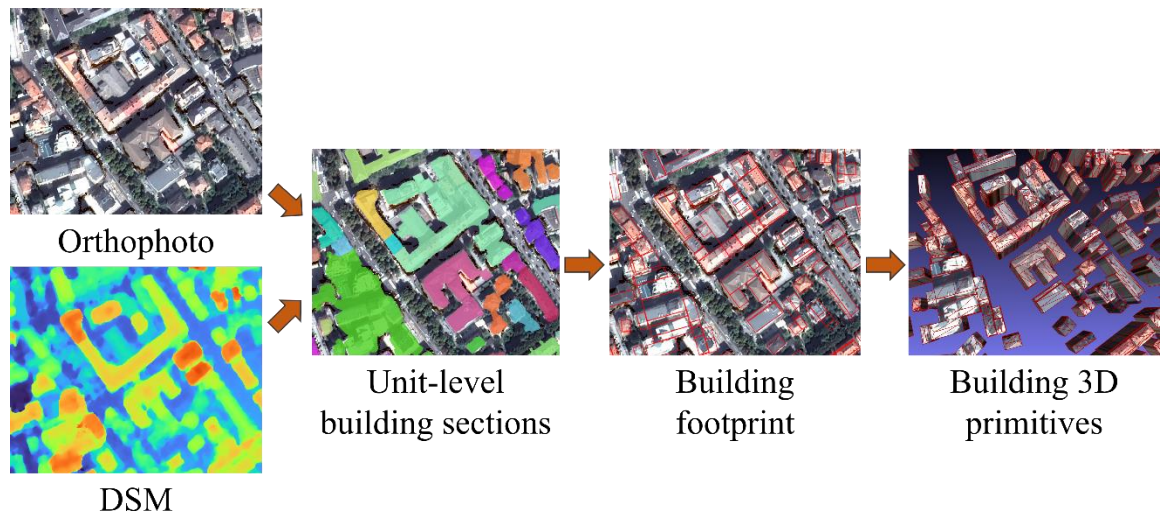 Orthophoto
DSM
Unit-level
building sections
Building
footprint
Building 3D
primitives